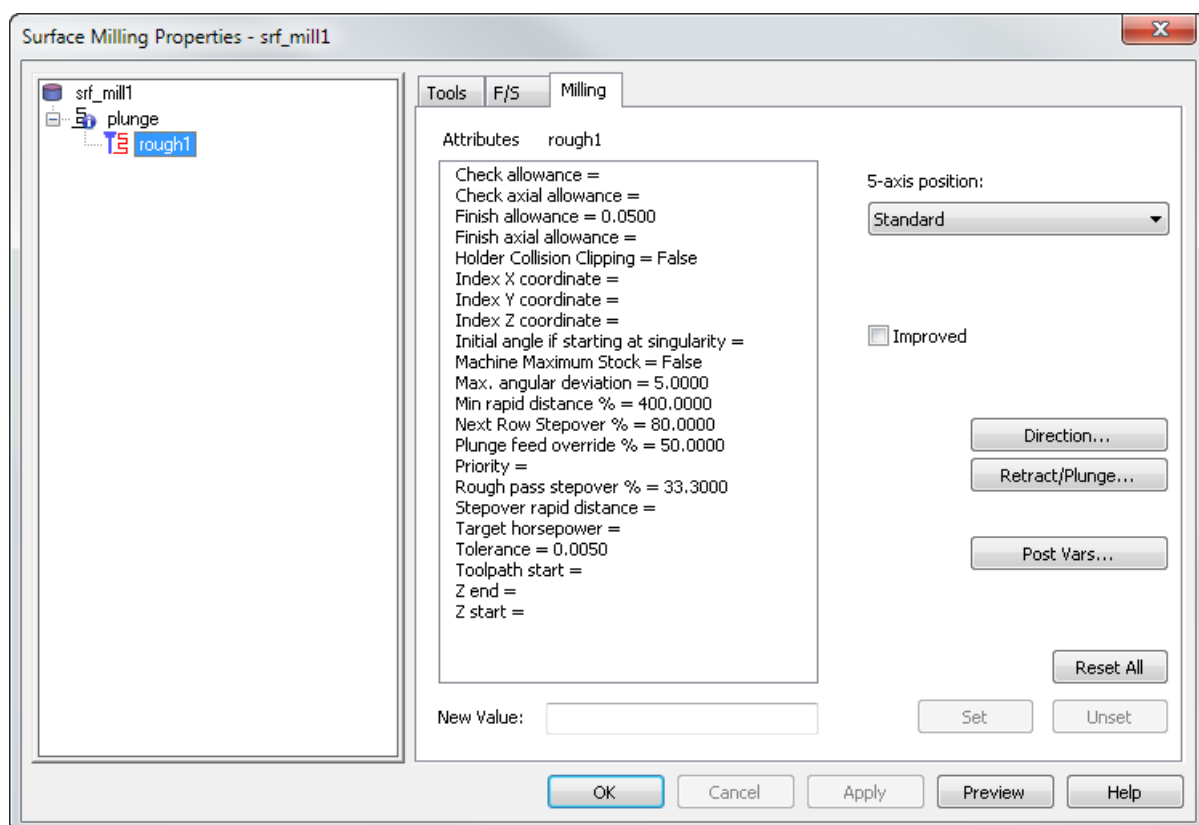 Surface Milling Properties - srf_mill1
srf_mill1
plunge
rough1
Tools F/S Milling
Attributes rough1
Check allowance =
Check axial allowance =
Finish allowance = 0.0500
Finish axial allowance =
Holder Collision Clipping = False
Index X coordinate =
Index Y coordinate =
Index Z coordinate =
Initial angle if starting at singularity =
Machine Maximum Stock = False
Max. angular deviation = 5.0000
Min rapid distance % = 400.0000
Next Row Stepover % = 80.0000
Plunge feed override % = 50.0000
Priority =
Rough pass stepover % = 33.3000
Stepover rapid distance =
Target horsepower =
Tolerance = 0.0050
Toolpath start =
Z end =
Z start =
5-axis position:
Standard
Improved
Direction...
Retract/Plunge...
Post Vars...
Reset All
New Value:
Set Unset
OK Cancel Apply Preview Help